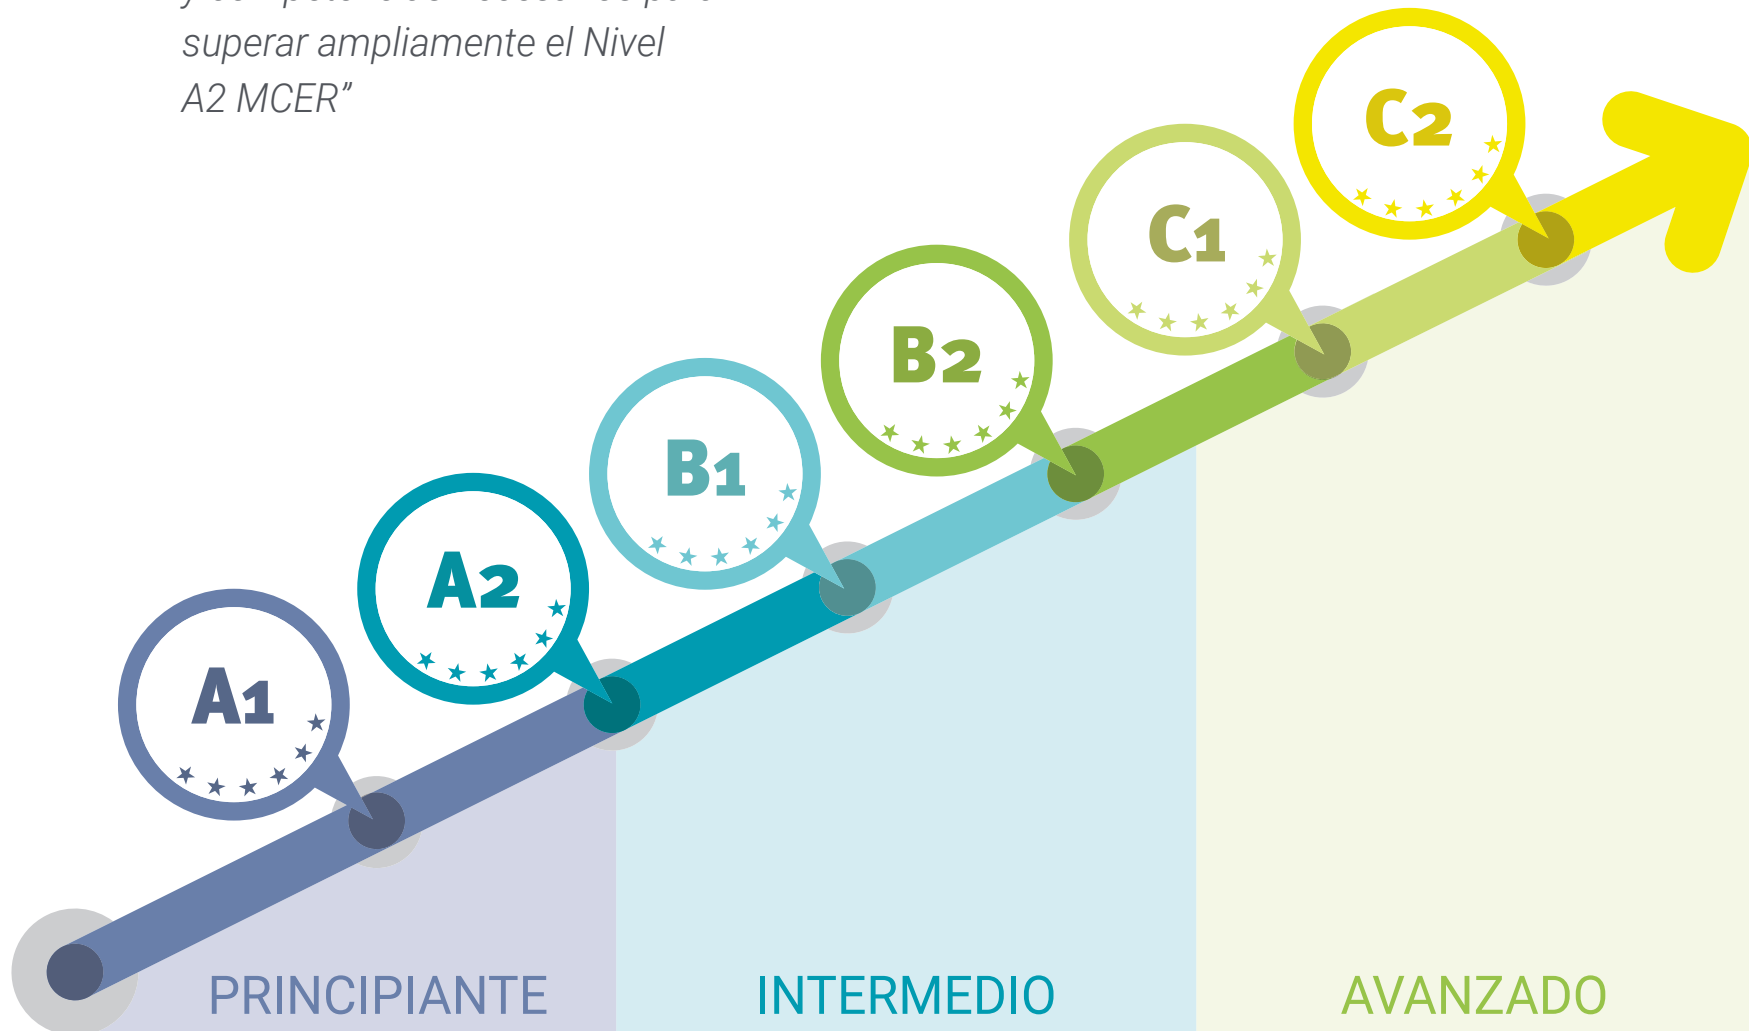 superar ampliamente el Nivel
A2 MCER”
C2
C1
B2
B1
A2
A1
PRINCIPIANTE
INTERMEDIO
AVANZADO